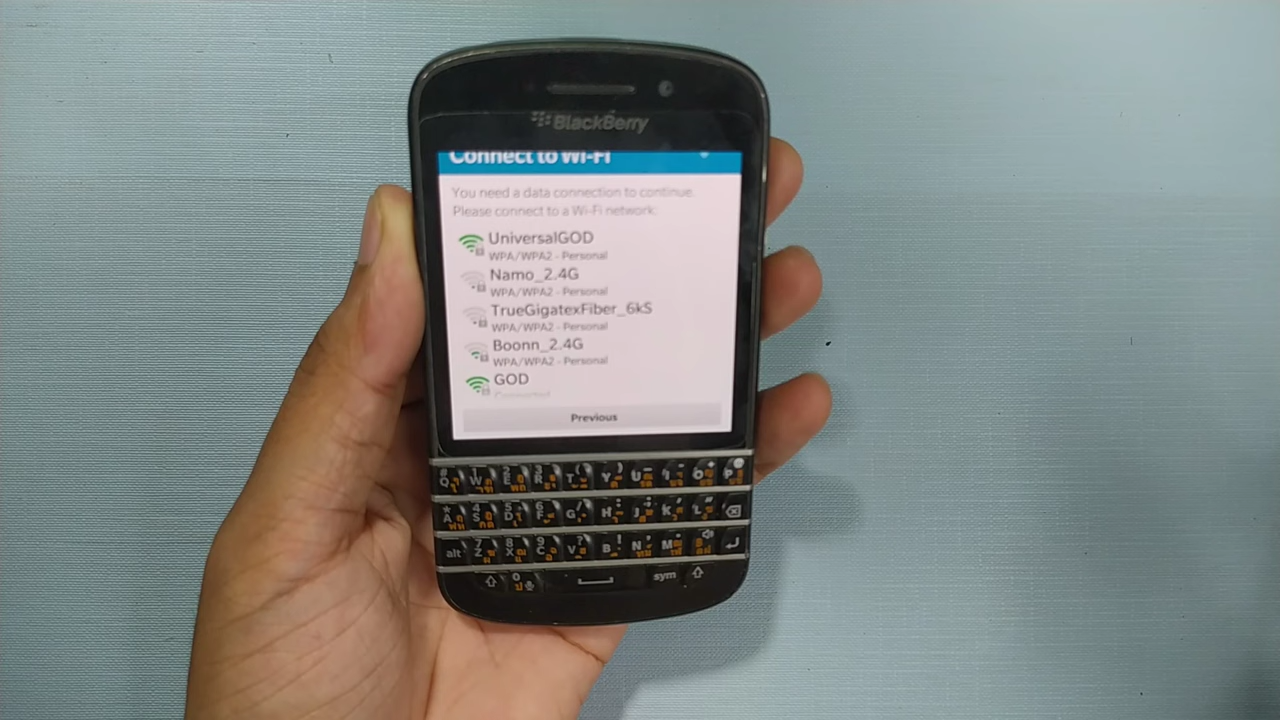 BlackBerry
Connect to Wi-Fi
You need a data connection to continue.
Please connect to a Wi-Fi network:
UniversalGOD
WPA/WPA2 - Personal
Namo_2.4G
WPA/WPA2 - Personal
TrueGigatexFiber_6kS
WPA/WPA2 - Personal
Boonn_2.4G
WPA/WPA2 - Personal
GOD
Connected
Previous
Q W E R T Y U I O P
A S D F G H J K L
alt Z X C V B N M
0 sym